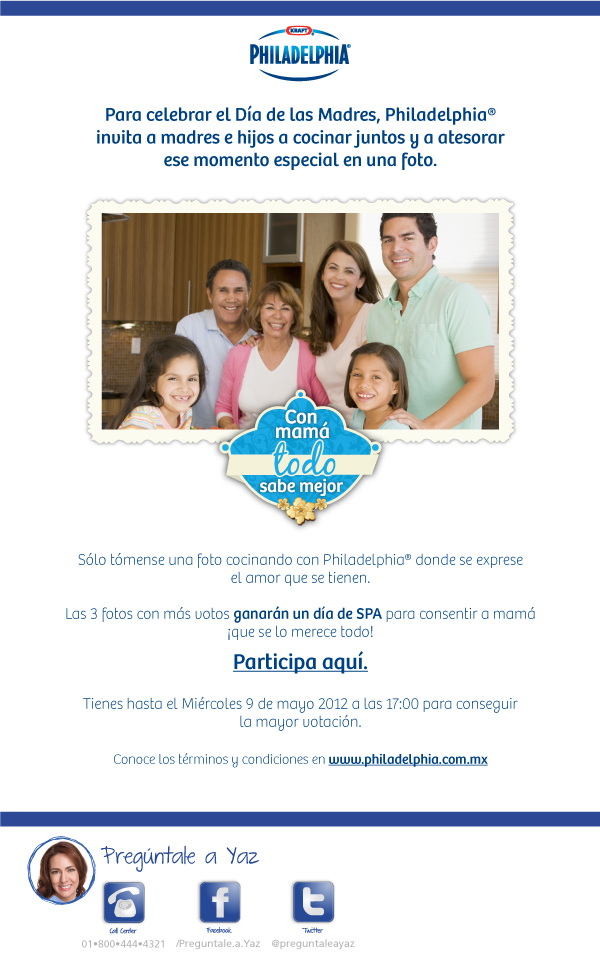 KRAFT
PHILADELPHIA®
Para celebrar el Día de las Madres, Philadelphia®
invita a madres e hijos a cocinar juntos y a atesorar
ese momento especial en una foto.
Con
mamá
todo
sabe mejor
Sólo tómense una foto cocinando con Philadelphia® donde se exprese
el amor que se tienen.
Las 3 fotos con más votos ganarán un día de SPA para consentir a mamá
¡que se lo merece todo!
Participa aquí.
Tienes hasta el Miércoles 9 de mayo 2012 a las 17:00 para conseguir
la mayor votación.
Conoce los términos y condiciones en www.philadelphia.com.mx
Pregúntale a Yaz
Call Center Facebook Twitter
01•800•444•4321 /Preguntale.a.Yaz @preguntaleayaz